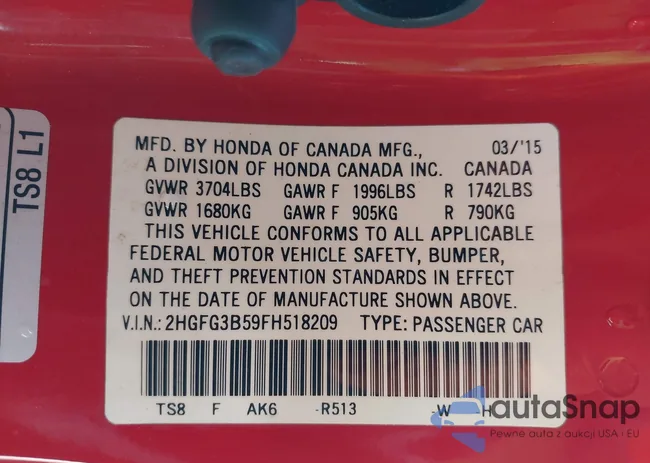 TS8 L1
MFD. BY HONDA OF CANADA MFG., 03/'15
A DIVISION OF HONDA CANADA INC. CANADA
GVWR 3704LBS GAWR F 1996LBS R 1742LBS
GVWR 1680KG GAWR F 905KG R 790KG
THIS VEHICLE CONFORMS TO ALL APPLICABLE
FEDERAL MOTOR VEHICLE SAFETY, BUMPER,
AND THEFT PREVENTION STANDARDS IN EFFECT
ON THE DATE OF MANUFACTURE SHOWN ABOVE.
V.I.N.: 2HGFG3B59FH518209 TYPE: PASSENGER CAR
TS8 F AK6 -R513 -W H
autaSnap
Pewne auta z aukcji USA i EU